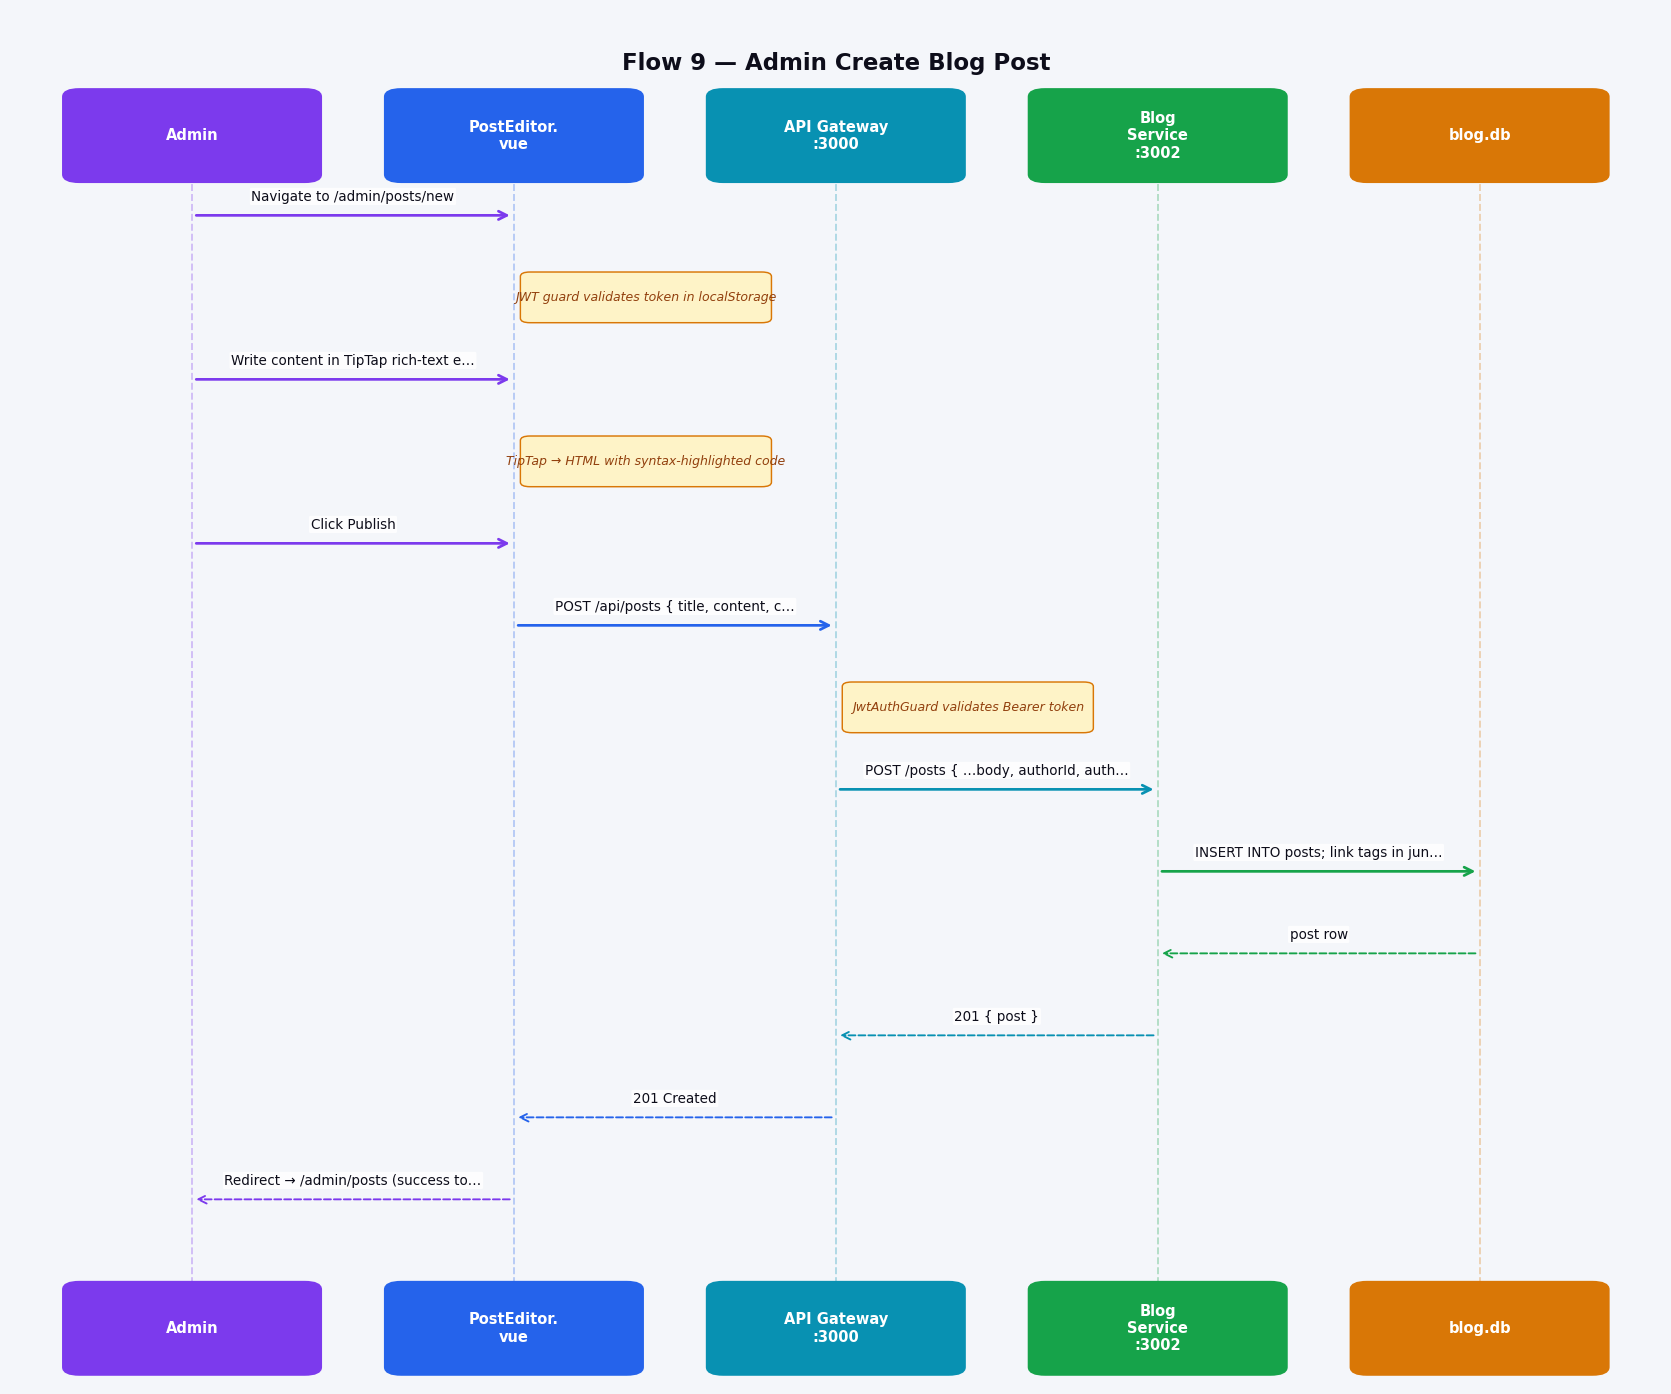 Flow 9 — Admin Create Blog Post
Admin
PostEditor.
vue
API Gateway
:3000
Blog
Service
:3002
blog.db
Navigate to /admin/posts/new
JWT guard validates token in localStorage
Write content in TipTap rich-text e…
TipTap → HTML with syntax-highlighted code
Click Publish
POST /api/posts { title, content, c…
JwtAuthGuard validates Bearer token
POST /posts { …body, authorId, auth…
INSERT INTO posts; link tags in jun…
post row
201 { post }
201 Created
Redirect → /admin/posts (success to…
Admin
PostEditor.
vue
API Gateway
:3000
Blog
Service
:3002
blog.db